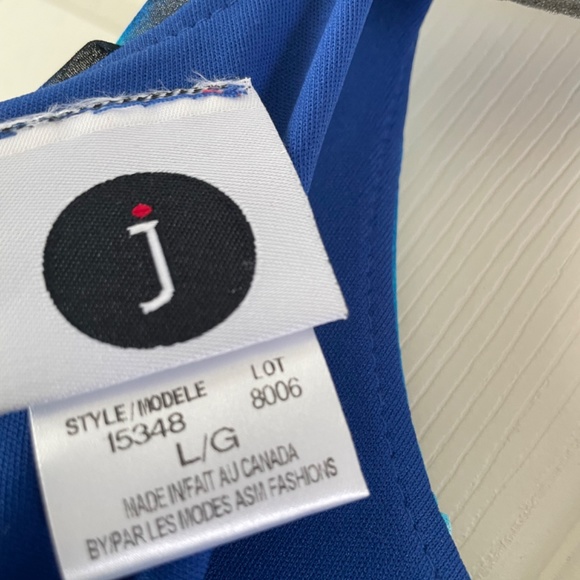 j
STYLE/MODELE LOT
15348 8006
L/G
MADE IN/FAIT AU CANADA
BY/PAR LES MODES ASM FASHIONS